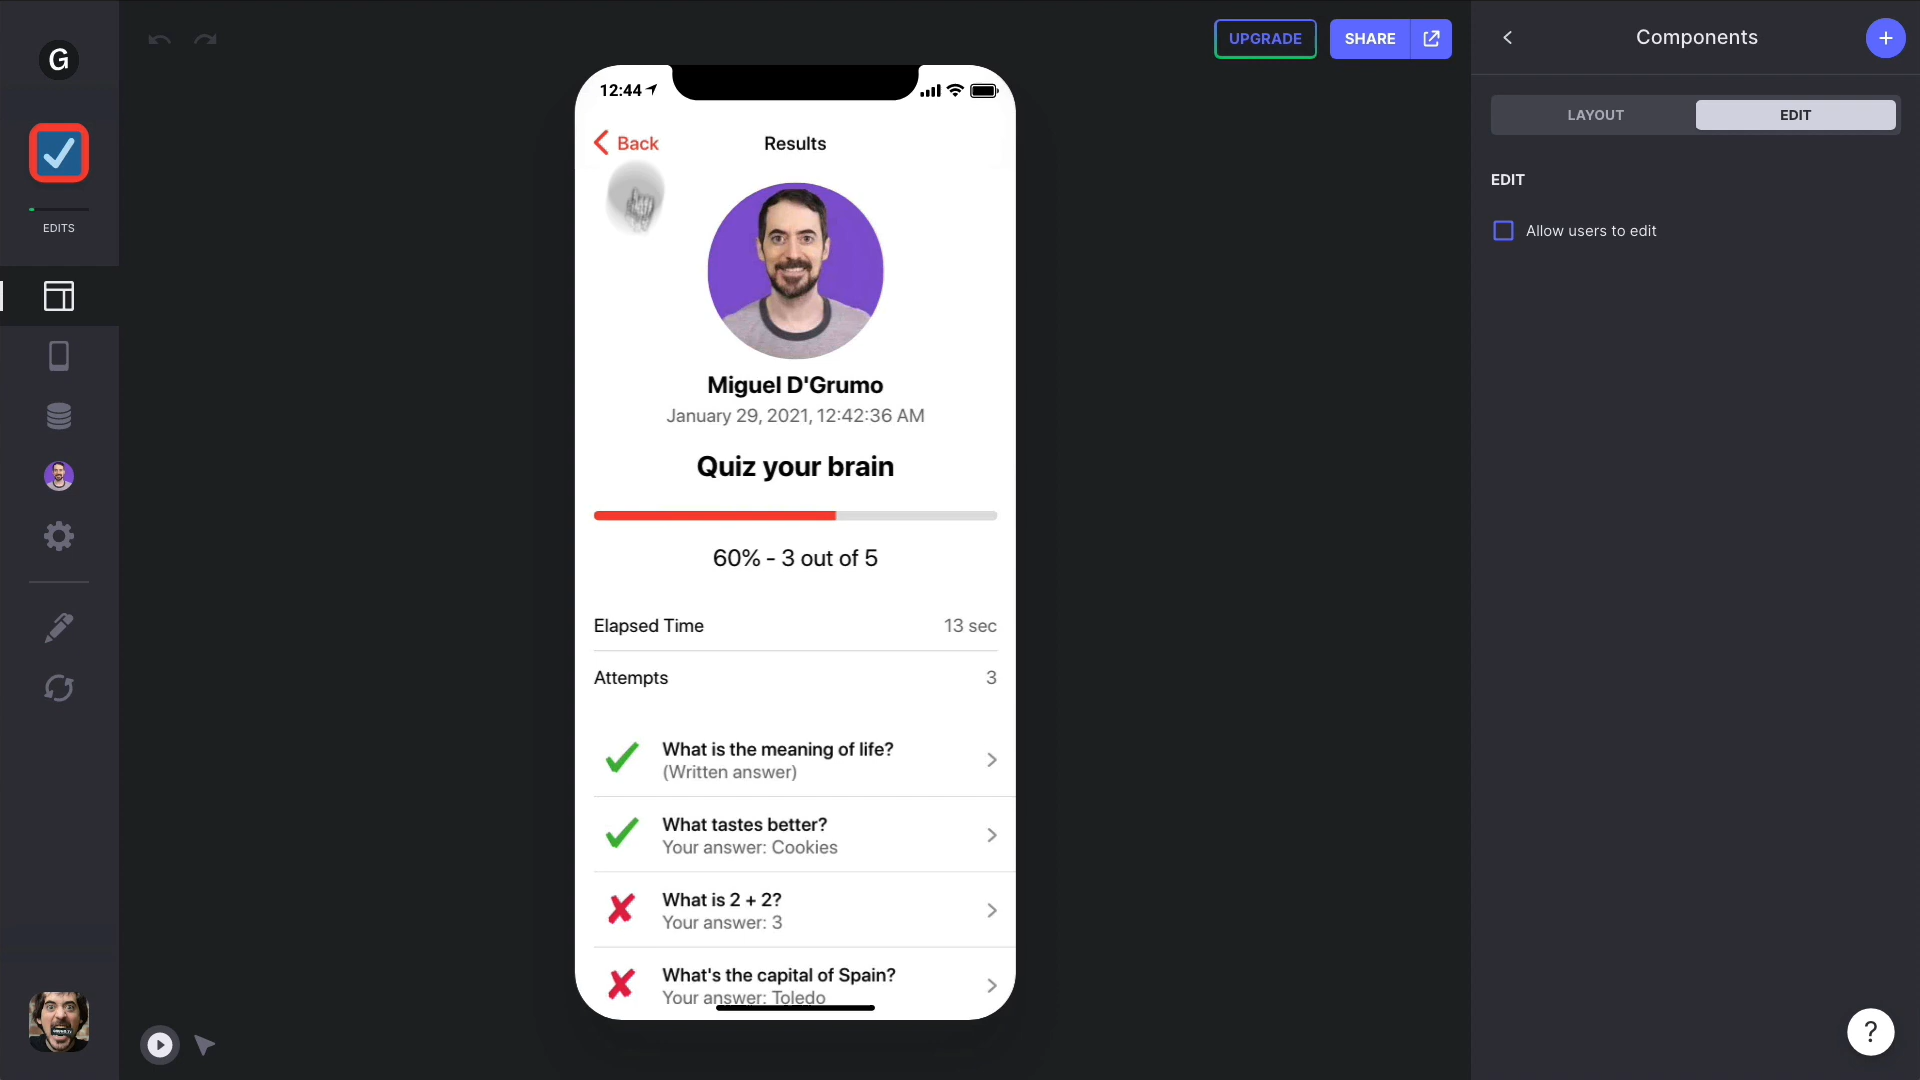 G
EDITS
UPGRADE
SHARE
12:44
Back
Results
Miguel D'Grumo
January 29, 2021, 12:42:36 AM
Quiz your brain
60% - 3 out of 5
Elapsed Time
13 sec
Attempts
3
What is the meaning of life?
(Written answer)
What tastes better?
Your answer: Cookies
What is 2 + 2?
Your answer: 3
What's the capital of Spain?
Your answer: Toledo
Components
LAYOUT
EDIT
EDIT
Allow users to edit
?